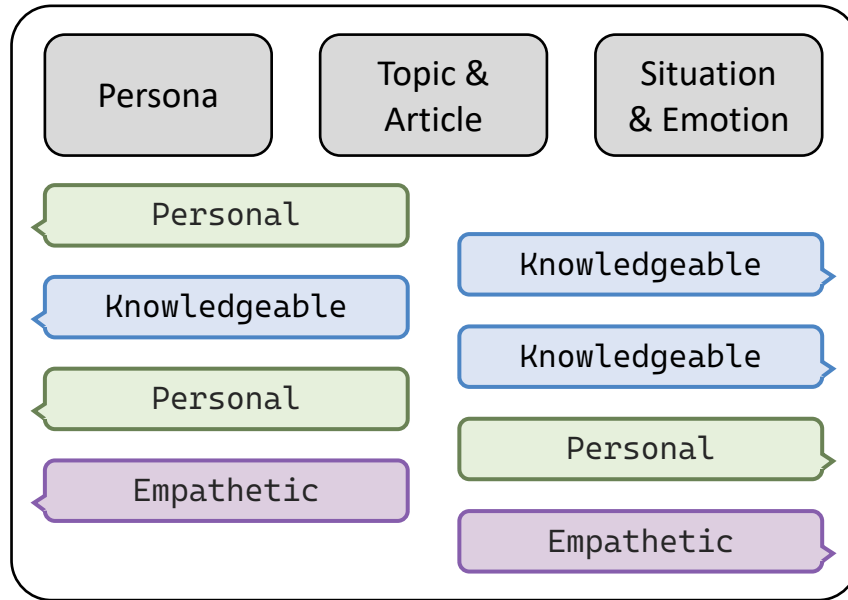 Persona
Topic &
Article
Situation
& Emotion
Personal
Knowledgeable
Knowledgeable
Knowledgeable
Personal
Personal
Empathetic
Empathetic